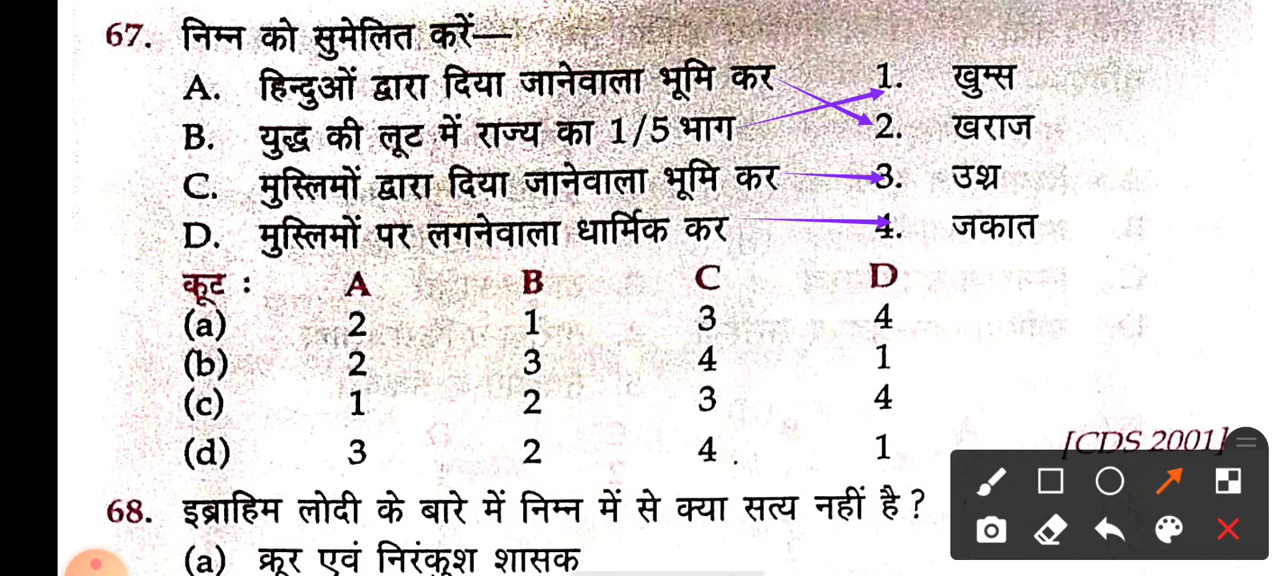 67. निम्न को सुमेलित करें—
A. हिन्दुओं द्वारा दिया जानेवाला भूमि कर 1. खुम्स
B. युद्ध की लूट में राज्य का 1/5 भाग 2. खराज
C. मुस्लिमों द्वारा दिया जानेवाला भूमि कर 3. उश्र
D. मुस्लिमों पर लगनेवाला धार्मिक कर 4. जकात
कूट : A B C D
(a) 2 1 3 4
(b) 2 3 4 1
(c) 1 2 3 4
(d) 3 2 4 . 1
[CDS 2001]
68. इब्राहिम लोदी के बारे में निम्न में से क्या सत्य नहीं है ?
(a) क्रूर एवं निरंकुश शासक